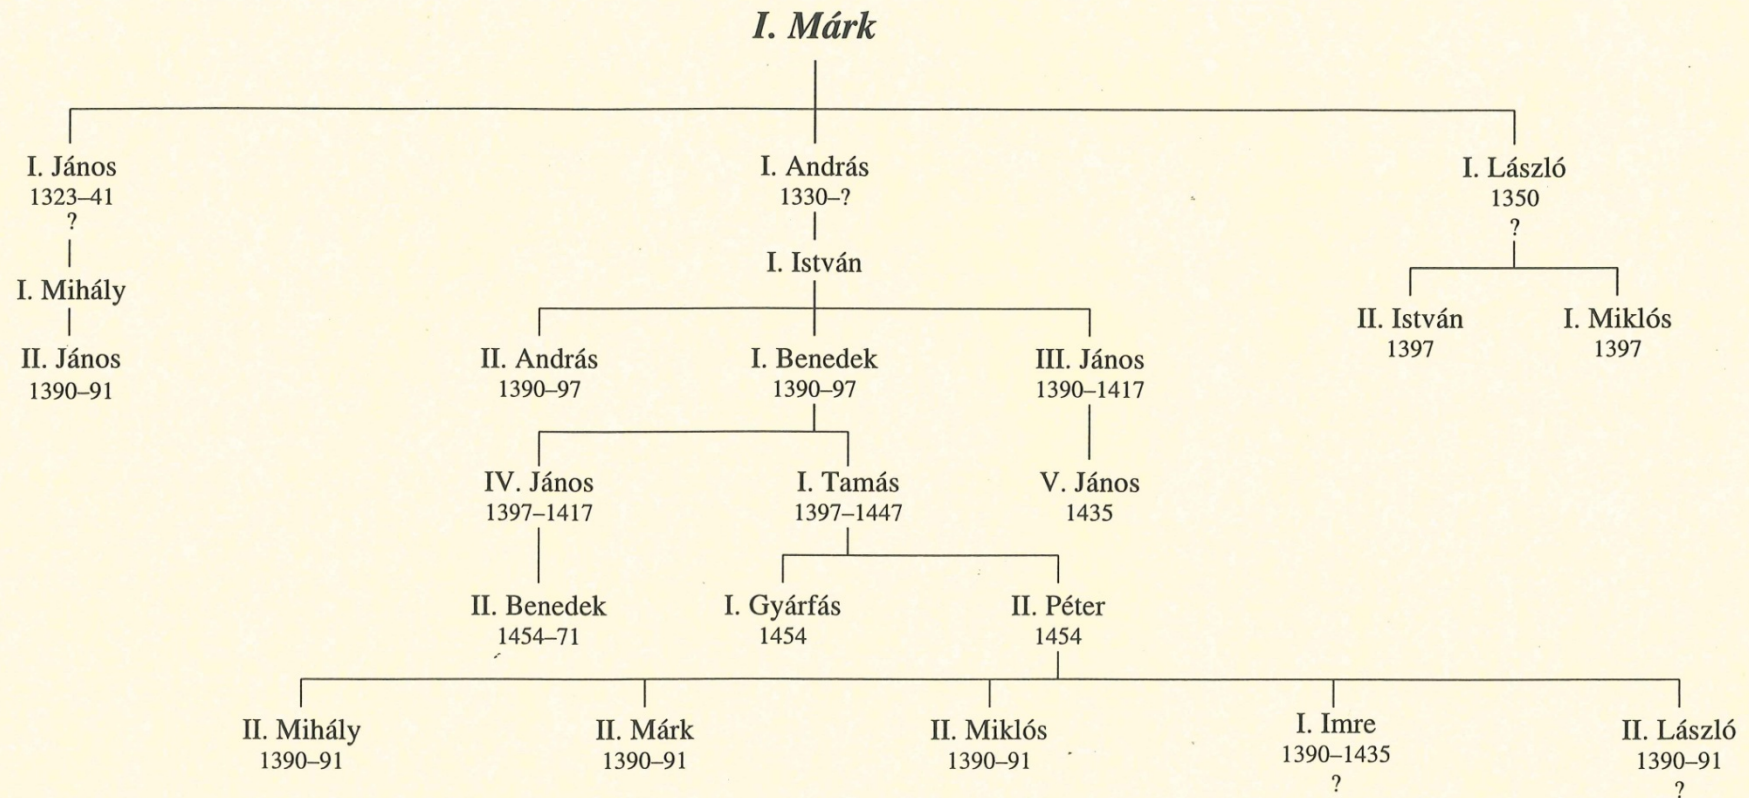 I. Márk
I. János
1323–41
?
I. András
1330–?
I. László
1350
?
I. Mihály
I. István
II. István
1397
I. Miklós
1397
II. János
1390–91
II. András
1390–97
I. Benedek
1390–97
III. János
1390–1417
IV. János
1397–1417
I. Tamás
1397–1447
V. János
1435
II. Benedek
1454–71
I. Gyárfás
1454
II. Péter
1454
II. Mihály
1390–91
II. Márk
1390–91
II. Miklós
1390–91
I. Imre
1390–1435
?
II. László
1390–91
?